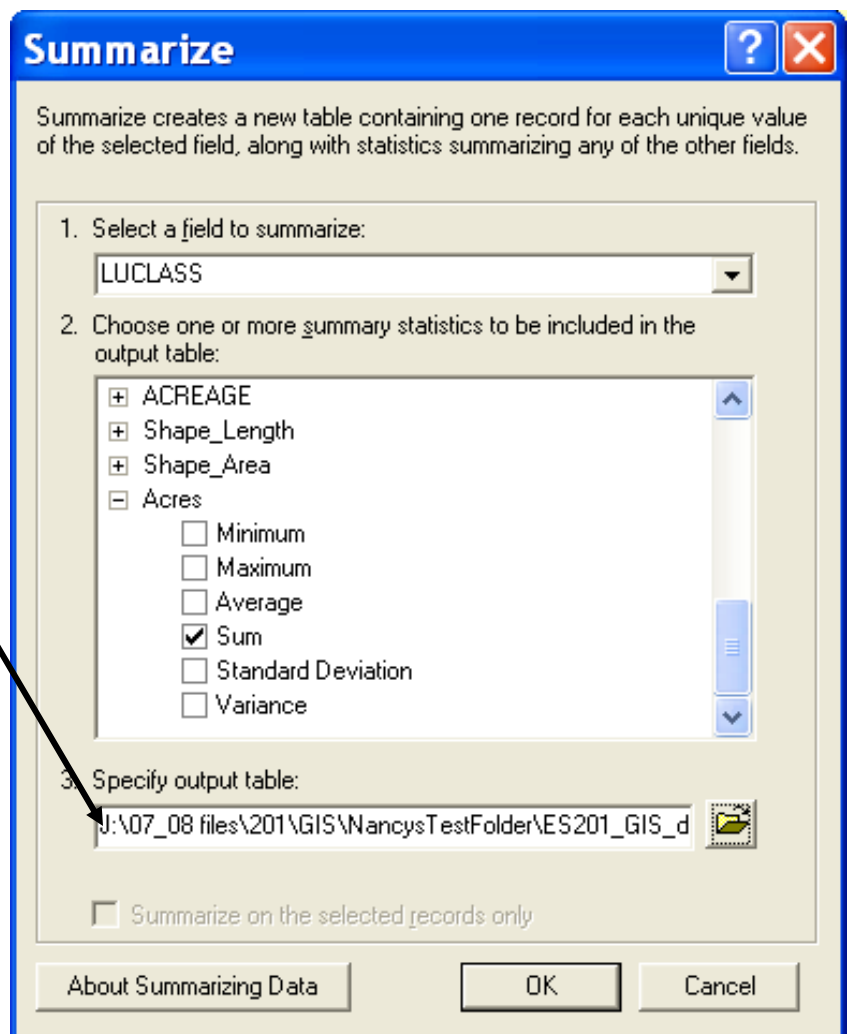 Summarize
Summarize creates a new table containing one record for each unique value
of the selected field, along with statistics summarizing any of the other fields.
1. Select a field to summarize:
LUCLASS
2. Choose one or more summary statistics to be included in the
output table:
ACREAGE
Shape_Length
Shape_Area
Acres
Minimum
Maximum
Average
Sum
Standard Deviation
Variance
3. Specify output table:
J:\07_08 files\201\GIS\NancysTestFolder\ES201_GIS_d
Summarize on the selected records only
About Summarizing Data
OK
Cancel